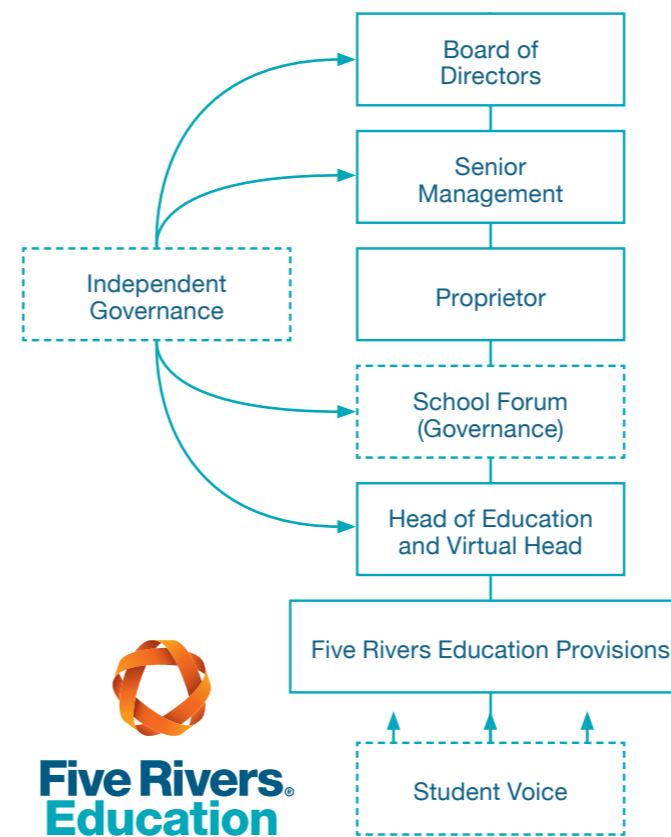 Board of
Directors
Senior
Management
Independent
Governance
Proprietor
School Forum
(Governance)
Head of Education
and Virtual Head
Five Rivers Education Provisions
Student Voice
Five Rivers®
Education